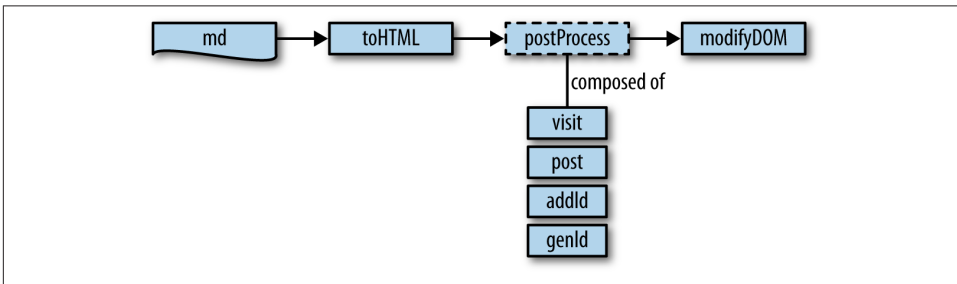 md
toHTML
postProcess
modifyDOM
composed of
visit
post
addId
genId